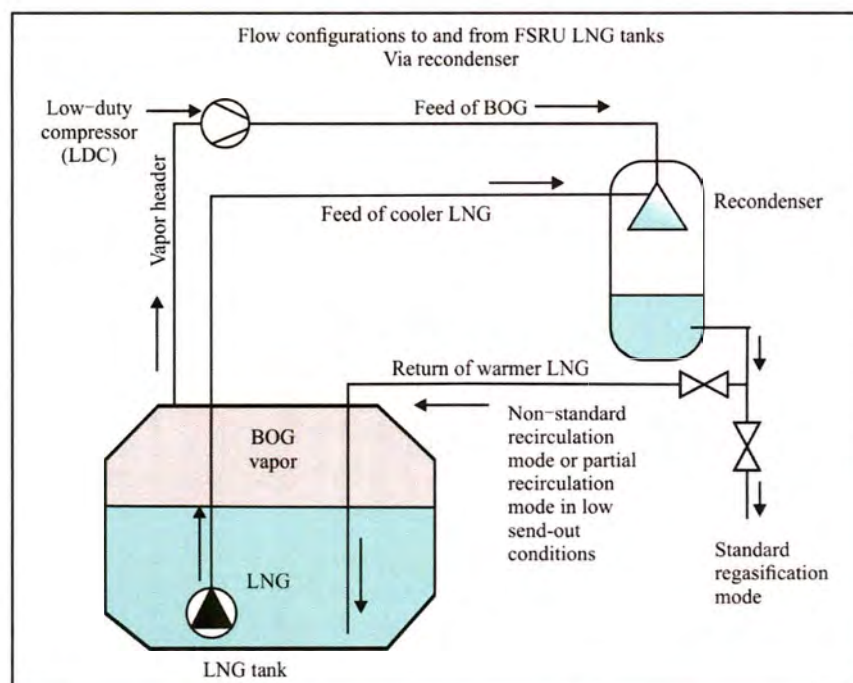 Flow configurations to and from FSRU LNG tanks
Via recondenser
Low-duty
compressor
(LDC)
Feed of BOG
Vapor header
Feed of cooler LNG
Recondenser
Return of warmer LNG
Non-standard
recirculation
mode or partial
recirculation
mode in low
send-out
conditions
BOG
vapor
LNG
LNG tank
Standard
regasification
mode